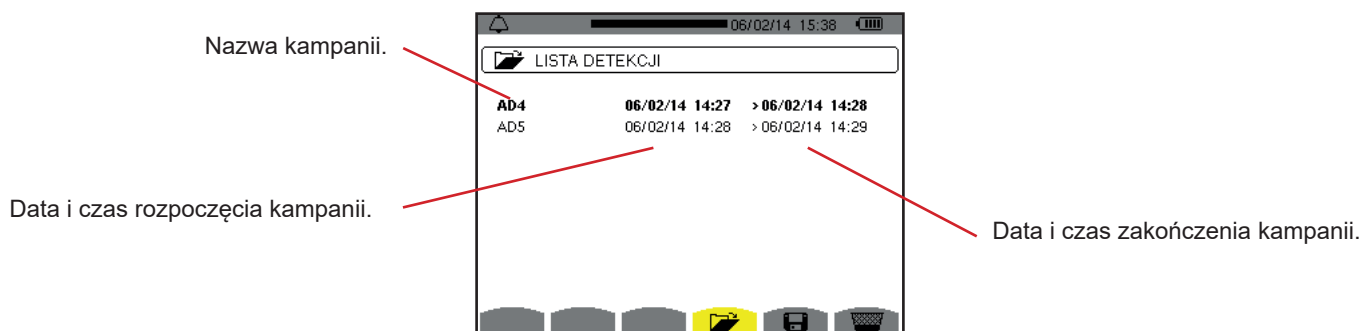 06/02/14 15:38
Nazwa kampanii.
LISTA DETEKCJI
AD4 06/02/14 14:27 >06/02/14 14:28
AD5 06/02/14 14:28 >06/02/14 14:29
Data i czas rozpoczęcia kampanii.
Data i czas zakończenia kampanii.